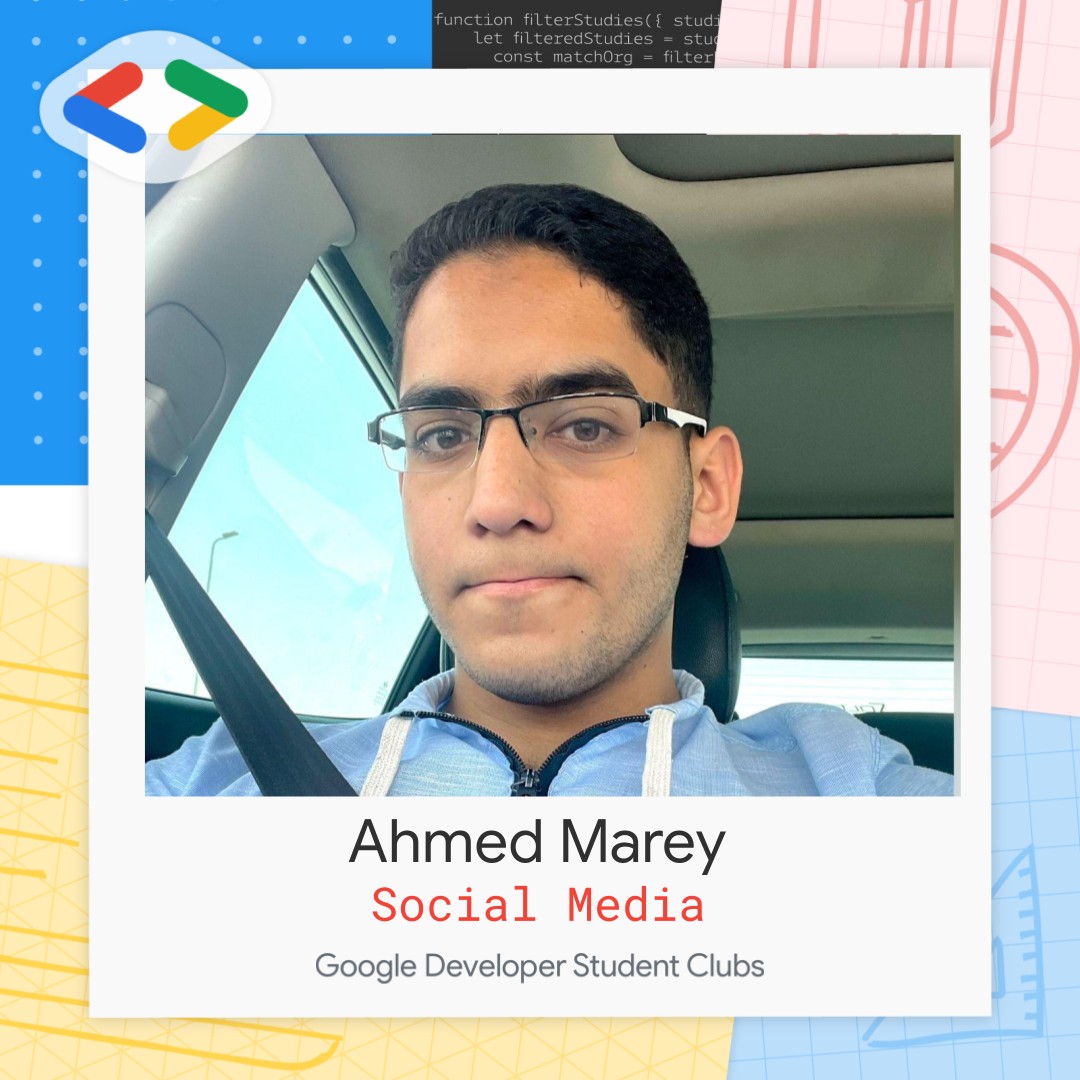 function filterStudies({ studi
let filteredStudies = stud
const matchOrg = filter
Ahmed Marey
Social Media
Google Developer Student Clubs